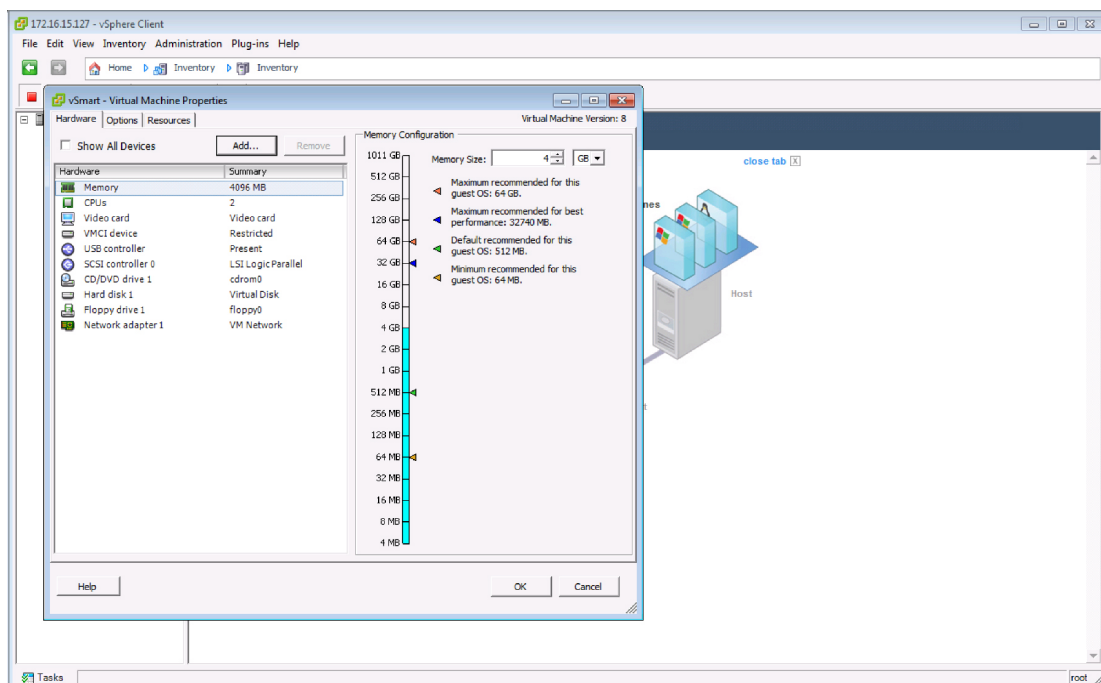 172.16.15.127 - vSphere Client
File Edit View Inventory Administration Plug-ins Help
Home Inventory Inventory
vSmart - Virtual Machine Properties
Hardware Options Resources
Virtual Machine Version: 8
Show All Devices
Add...
Remove
Hardware Summary
Memory 4096 MB
CPUs 2
Video card Video card
VMCI device Restricted
USB controller Present
SCSI controller 0 LSI Logic Parallel
CD/DVD drive 1 cdrom0
Hard disk 1 Virtual Disk
Floppy drive 1 floppy0
Network adapter 1 VM Network
Memory Configuration
1011 GB
512 GB
256 GB
128 GB
64 GB
32 GB
16 GB
8 GB
4 GB
2 GB
1 GB
512 MB
256 MB
128 MB
64 MB
32 MB
16 MB
8 MB
4 MB
Memory Size: 4 GB
Maximum recommended for this
guest OS: 64 GB.
Maximum recommended for best
performance: 32740 MB.
Default recommended for this
guest OS: 512 MB.
Minimum recommended for this
guest OS: 64 MB.
Help
OK
Cancel
close tab X
nes
Host
t
Tasks
root